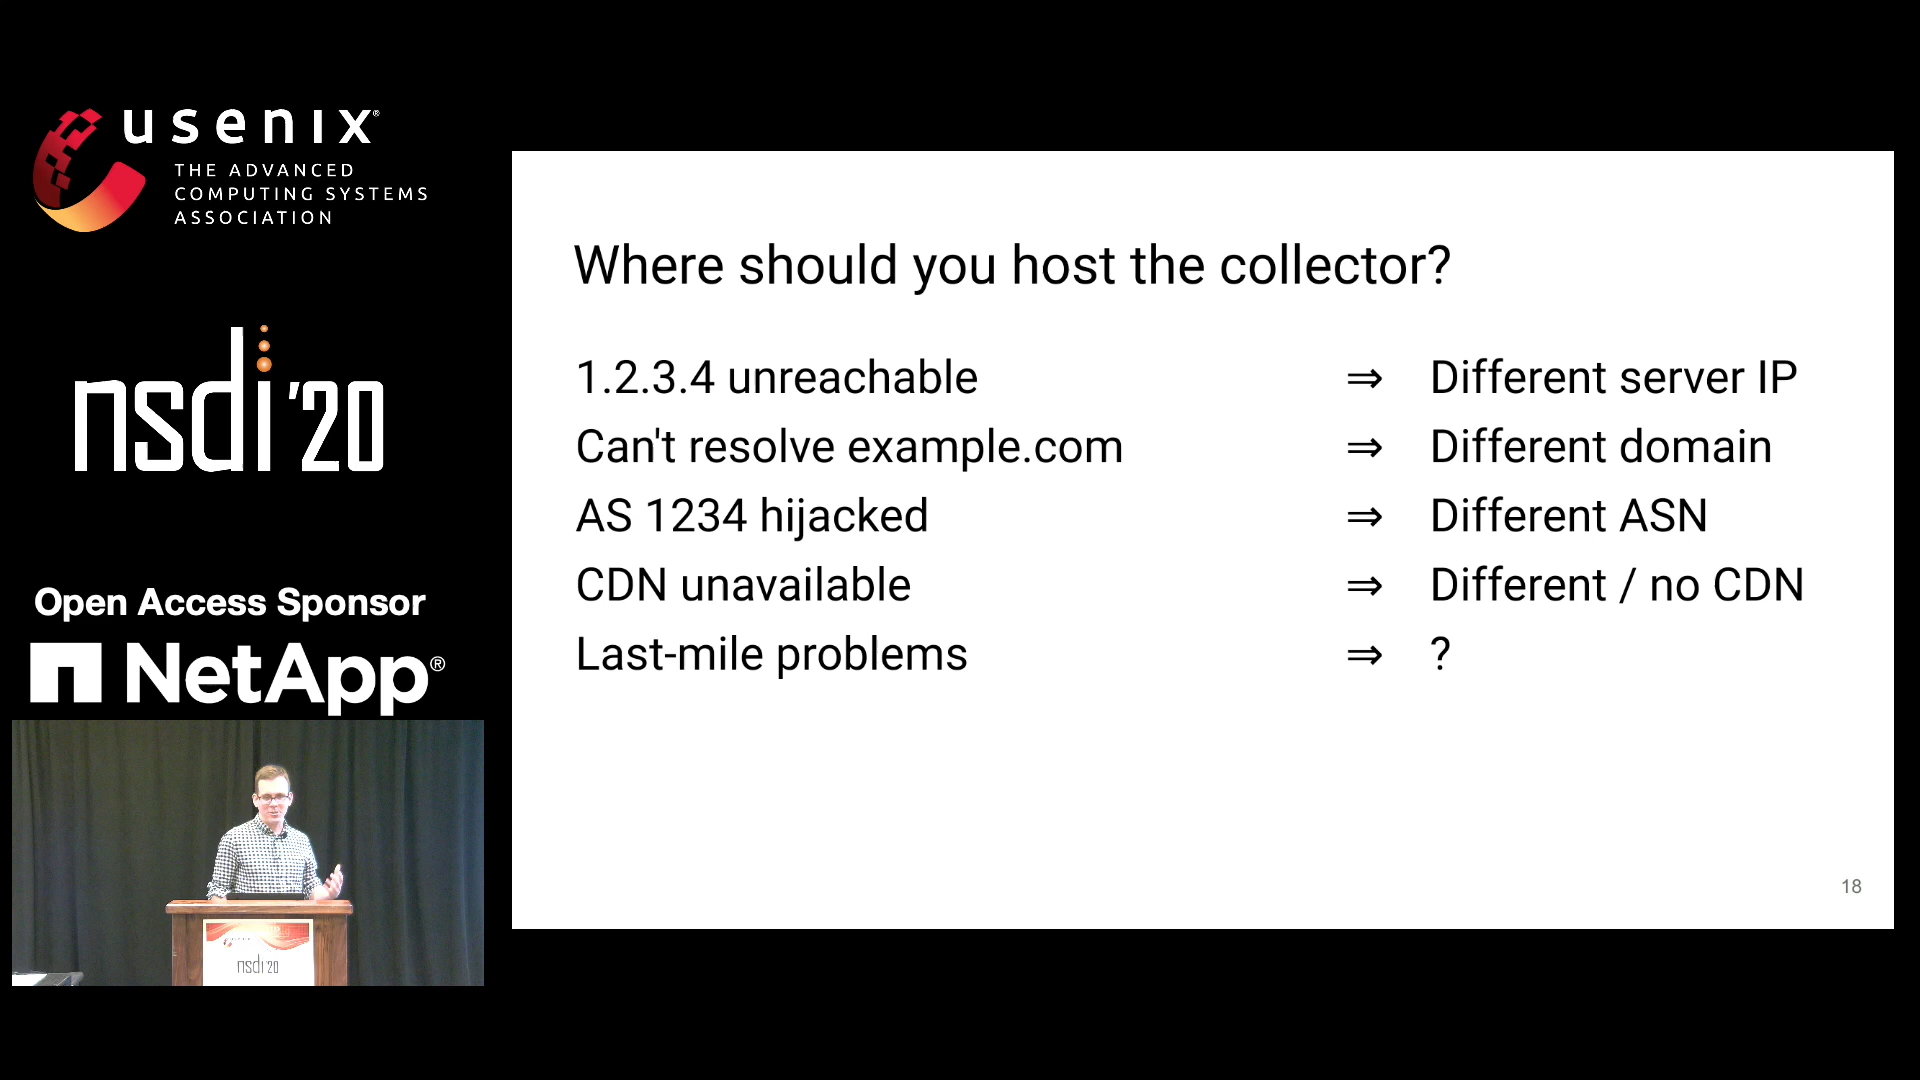 usenix®
THE ADVANCED
COMPUTING SYSTEMS
ASSOCIATION
nsdi '20
Open Access Sponsor
NetApp®
nsdi '20
Where should you host the collector?
1.2.3.4 unreachable ⇒ Different server IP
Can't resolve example.com ⇒ Different domain
AS 1234 hijacked ⇒ Different ASN
CDN unavailable ⇒ Different / no CDN
Last-mile problems ⇒ ?
18